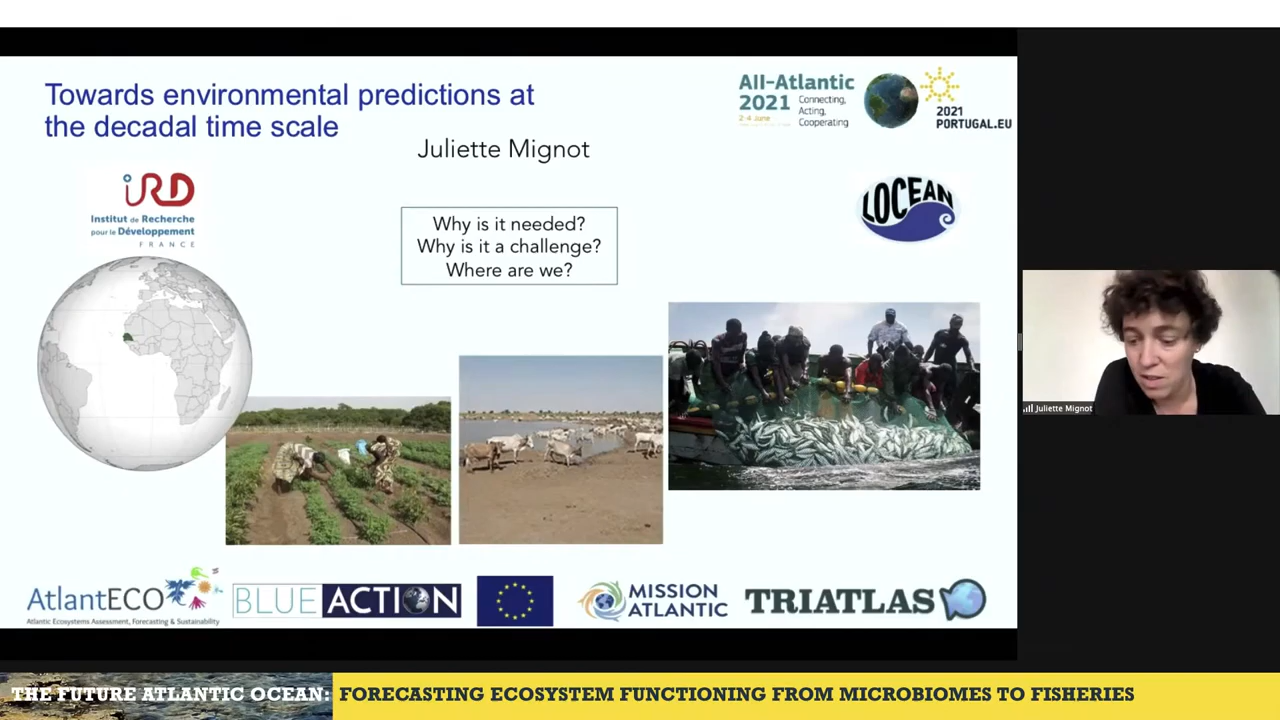 Towards environmental predictions at
the decadal time scale
All-Atlantic
2021
2-4 June
Connecting,
Acting,
Cooperating
2021
PORTUGAL.EU
Juliette Mignot
iRD
Institut de Recherche
pour le Développement
FRANCE
LOCEAN
Why is it needed?
Why is it a challenge?
Where are we?
Juliette Mignot
AtlantECO
Atlantic Ecosystems Assessment, Forecasting & Sustainability
BLUE ACTION
MISSION
ATLANTIC
TRIATLAS
THE FUTURE ATLANTIC OCEAN: FORECASTING ECOSYSTEM FUNCTIONING FROM MICROBIOMES TO FISHERIES